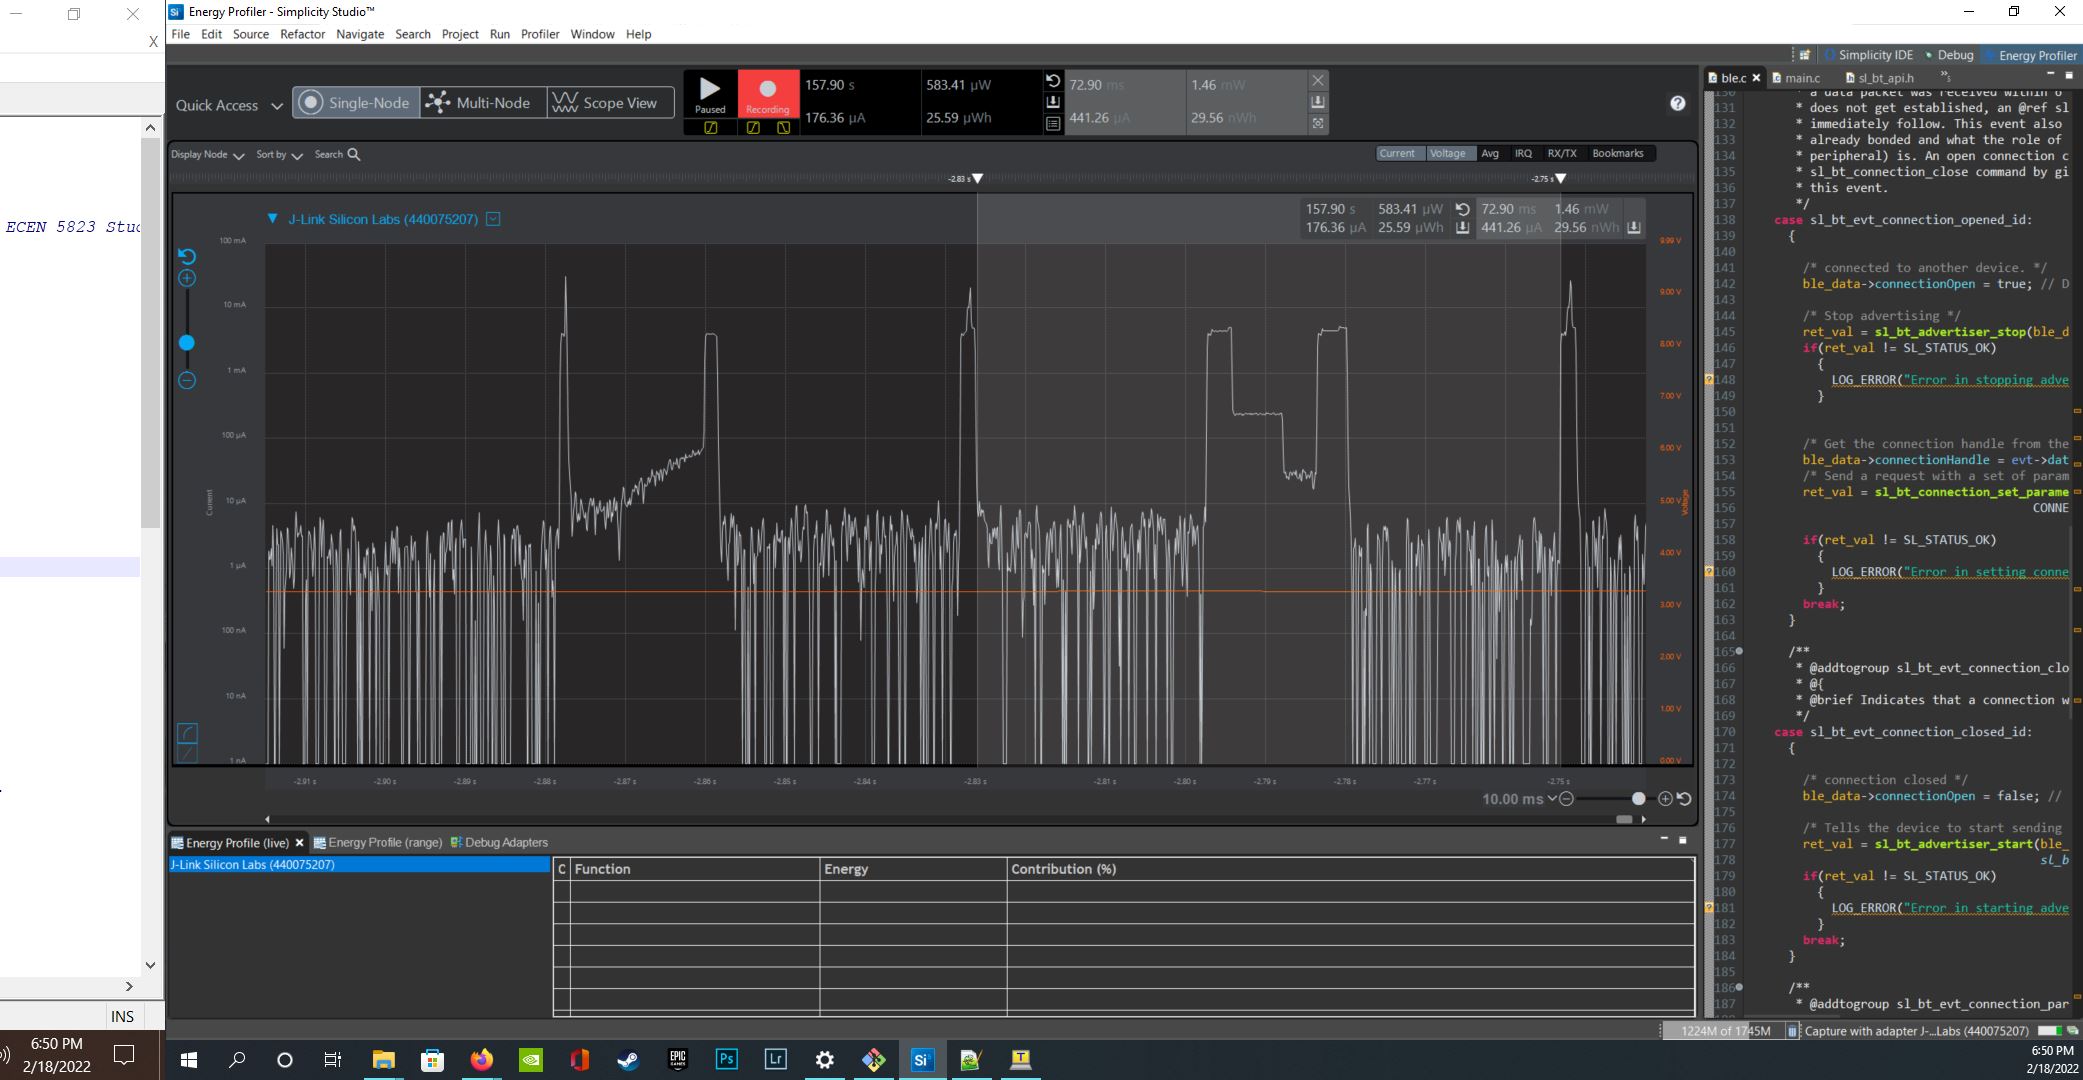 X
ECEN 5823 Stud
INS
6:50 PM
2/18/2022
Energy Profiler - Simplicity Studio™
File Edit Source Refactor Navigate Search Project Run Profiler Window Help
Simplicity IDE Debug Energy Profiler
Quick Access
Single-Node Multi-Node Scope View
Paused Recording
157.90 s 583.41 µW 72.90 ms 1.46 mW
176.36 µA 25.59 µWh 441.26 µA 29.56 nWh
Display Node Sort by Search
Current Voltage Avg IRQ RX/TX Bookmarks
-2.83 s -2.75 s
J-Link Silicon Labs (440075207)
157.90 s 583.41 µW 72.90 ms 1.46 mW
176.36 µA 25.59 µWh 441.26 µA 29.56 nWh
100 mA
10 mA
1 mA
100 µA
10 µA
1 µA
100 nA
10 nA
1 nA
Current
9.99 V
9.00 V
8.00 V
7.00 V
6.00 V
5.00 V
4.00 V
3.00 V
2.00 V
1.00 V
0.00 V
Voltage
-2.91 s -2.90 s -2.89 s -2.88 s -2.87 s -2.86 s -2.85 s -2.84 s -2.83 s -2.81 s -2.80 s -2.79 s -2.78 s -2.77 s -2.75 s
10.00 ms
Energy Profile (live) Energy Profile (range) Debug Adapters
J-Link Silicon Labs (440075207)
C Function Energy Contribution (%)
ble.c main.c sl_bt_api.h
130 * a data packet was received within o
131 * does not get established, an @ref sl
132 * immediately follow. This event also
133 * already bonded and what the role of
134 * peripheral) is. An open connection c
135 * sl_bt_connection_close command by gi
136 * this event.
137 */
138 case sl_bt_evt_connection_opened_id:
139 {
140
141 /* connected to another device. */
142 ble_data->connectionOpen = true; // D
143
144 /* Stop advertising */
145 ret_val = sl_bt_advertiser_stop(ble_d
146 if(ret_val != SL_STATUS_OK)
147 {
148 LOG_ERROR("Error in stopping adve
149 }
150
151
152 /* Get the connection handle from the
153 ble_data->connectionHandle = evt->dat
154 /* Send a request with a set of param
155 ret_val = sl_bt_connection_set_parame
156 CONNE
157
158 if(ret_val != SL_STATUS_OK)
159 {
160 LOG_ERROR("Error in setting conne
161 }
162 break;
163 }
164
165 /**
166 * @addtogroup sl_bt_evt_connection_clo
167 * @{
168 * @brief Indicates that a connection w
169 */
170 case sl_bt_evt_connection_closed_id:
171 {
172
173 /* connection closed */
174 ble_data->connectionOpen = false; //
175
176 /* Tells the device to start sending
177 ret_val = sl_bt_advertiser_start(ble_
178 sl_b
179 if(ret_val != SL_STATUS_OK)
180 {
181 LOG_ERROR("Error in starting adve
182 }
183 break;
184 }
185
186 /**
187 * @addtogroup sl_bt_evt_connection_par
1224M of 1745M Capture with adapter J-...Labs (440075207)
EPIC GAMES Ps Lr Si T
6:50 PM
2/18/2022